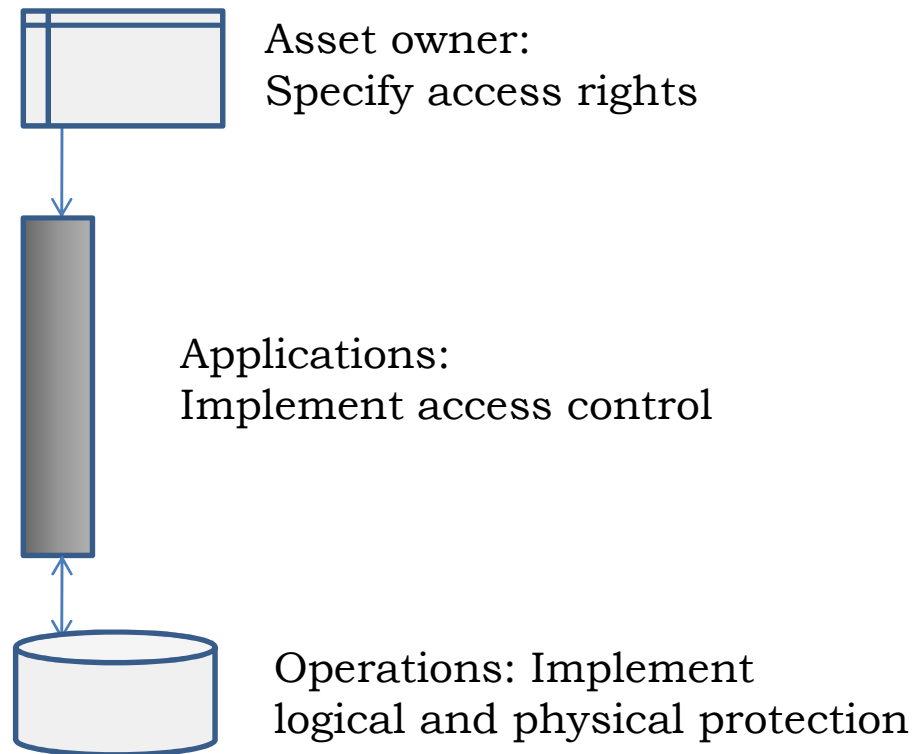 Asset owner:
Specify access rights
Applications:
Implement access control
Operations: Implement
logical and physical protection